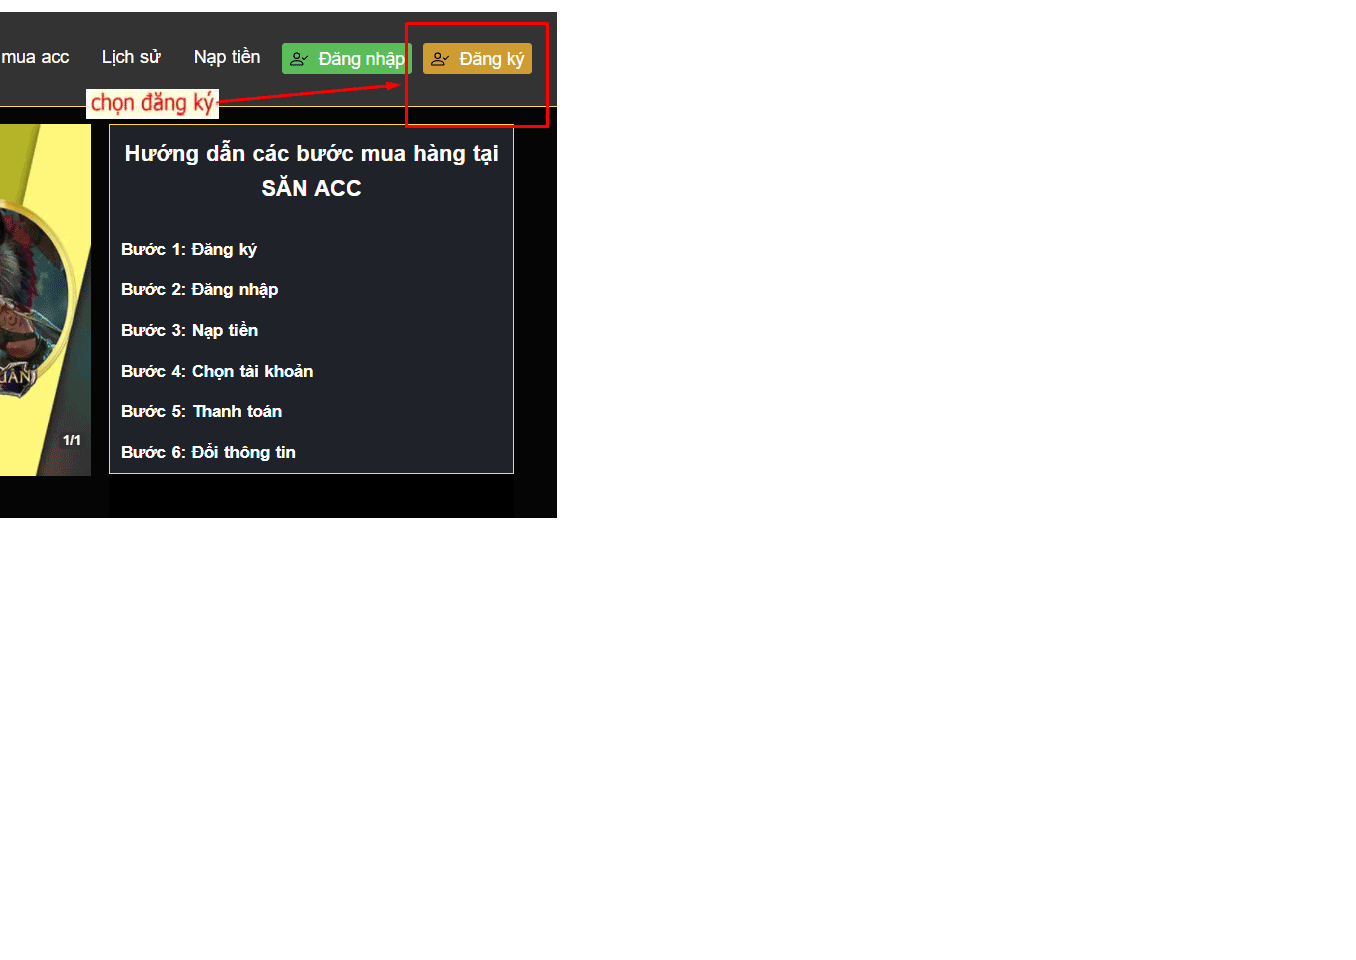 mua acc
Lịch sử
Nạp tiền
Đăng nhập
Đăng ký
chọn đăng ký
Hướng dẫn các bước mua hàng tại
SĂN ACC
Bước 1: Đăng ký
Bước 2: Đăng nhập
Bước 3: Nạp tiền
Bước 4: Chọn tài khoản
Bước 5: Thanh toán
Bước 6: Đổi thông tin
1/1